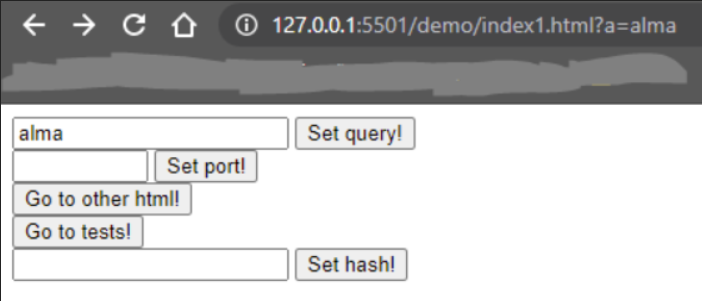 127.0.0.1:5501/demo/index1.html?a=alma
alma Set query!
Set port!
Go to other html!
Go to tests!
Set hash!